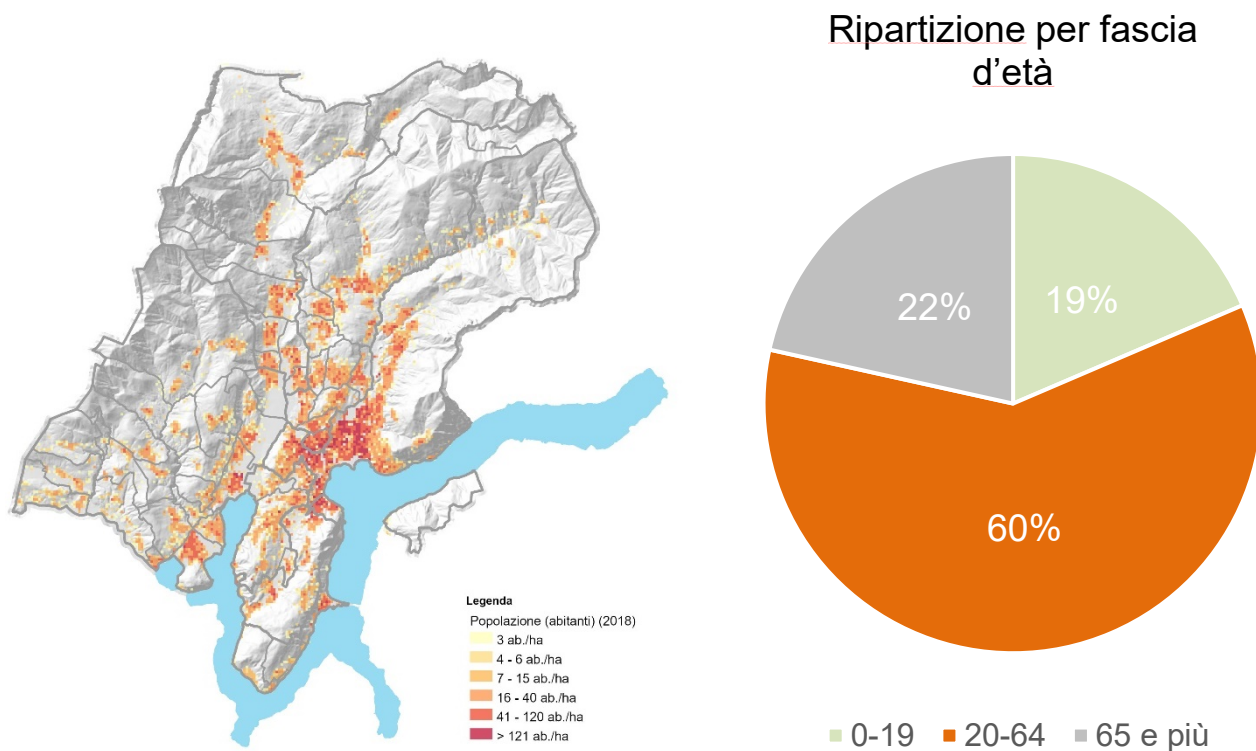 Ripartizione per fascia
d'età
22%
19%
60%
Legenda
Popolazione (abitanti) (2018)
3 ab./ha
4 - 6 ab./ha
7 - 15 ab./ha
16 - 40 ab./ha
41 - 120 ab./ha
> 121 ab./ha
0-19 20-64 65 e più